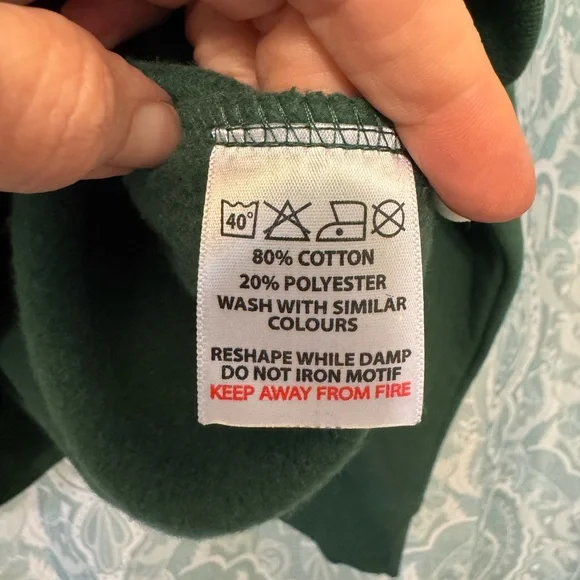 40°
80% COTTON
20% POLYESTER
WASH WITH SIMILAR
COLOURS
RESHAPE WHILE DAMP
DO NOT IRON MOTIF
KEEP AWAY FROM FIRE